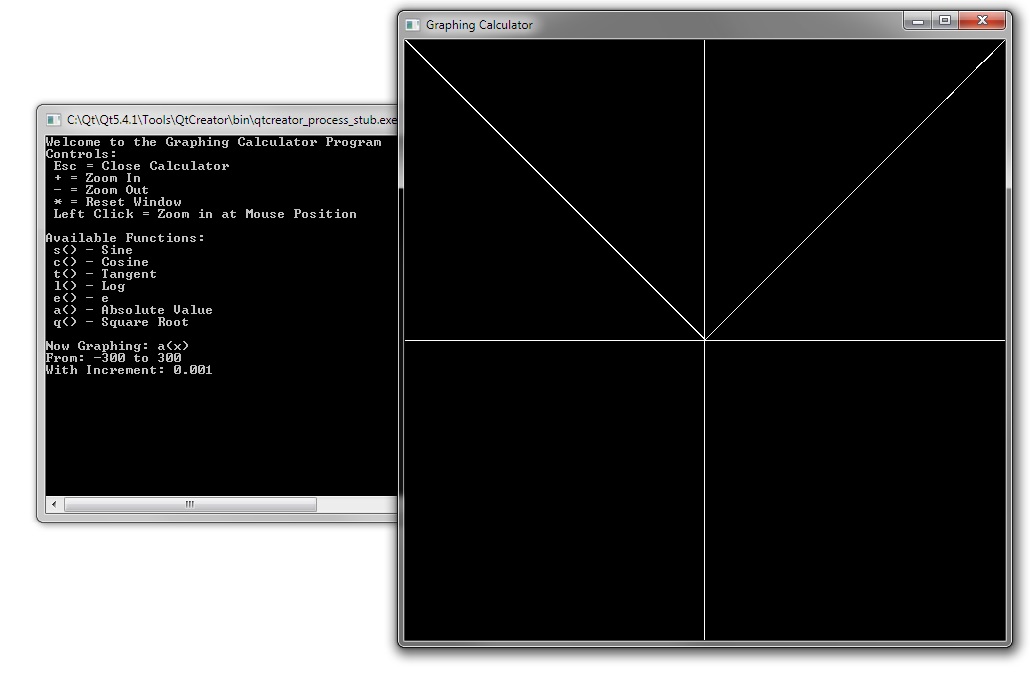 Graphing Calculator
C:\Qt\Qt5.4.1\Tools\QtCreator\bin\qtcreator_process_stub.exe
Welcome to the Graphing Calculator Program
Controls:
Esc = Close Calculator
+ = Zoom In
- = Zoom Out
* = Reset Window
Left Click = Zoom in at Mouse Position
Available Functions:
s() - Sine
c() - Cosine
t() - Tangent
l() - Log
e() - e
a() - Absolute Value
q() - Square Root
Now Graphing: a(x)
From: -300 to 300
With Increment: 0.001